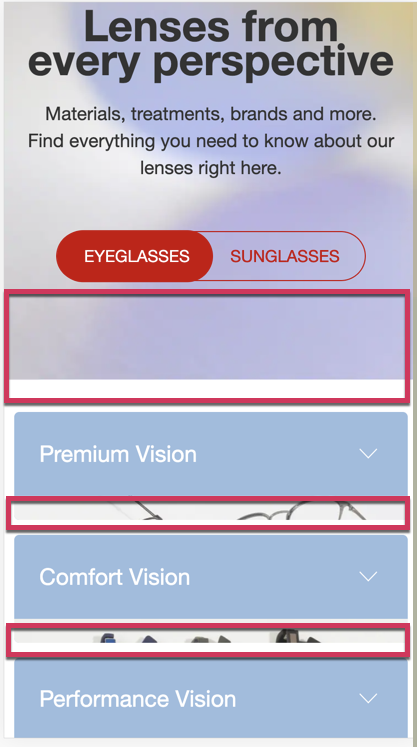 Lenses from
every perspective
Materials, treatments, brands and more.
Find everything you need to know about our
lenses right here.
EYEGLASSES
SUNGLASSES
Premium Vision
Comfort Vision
Performance Vision